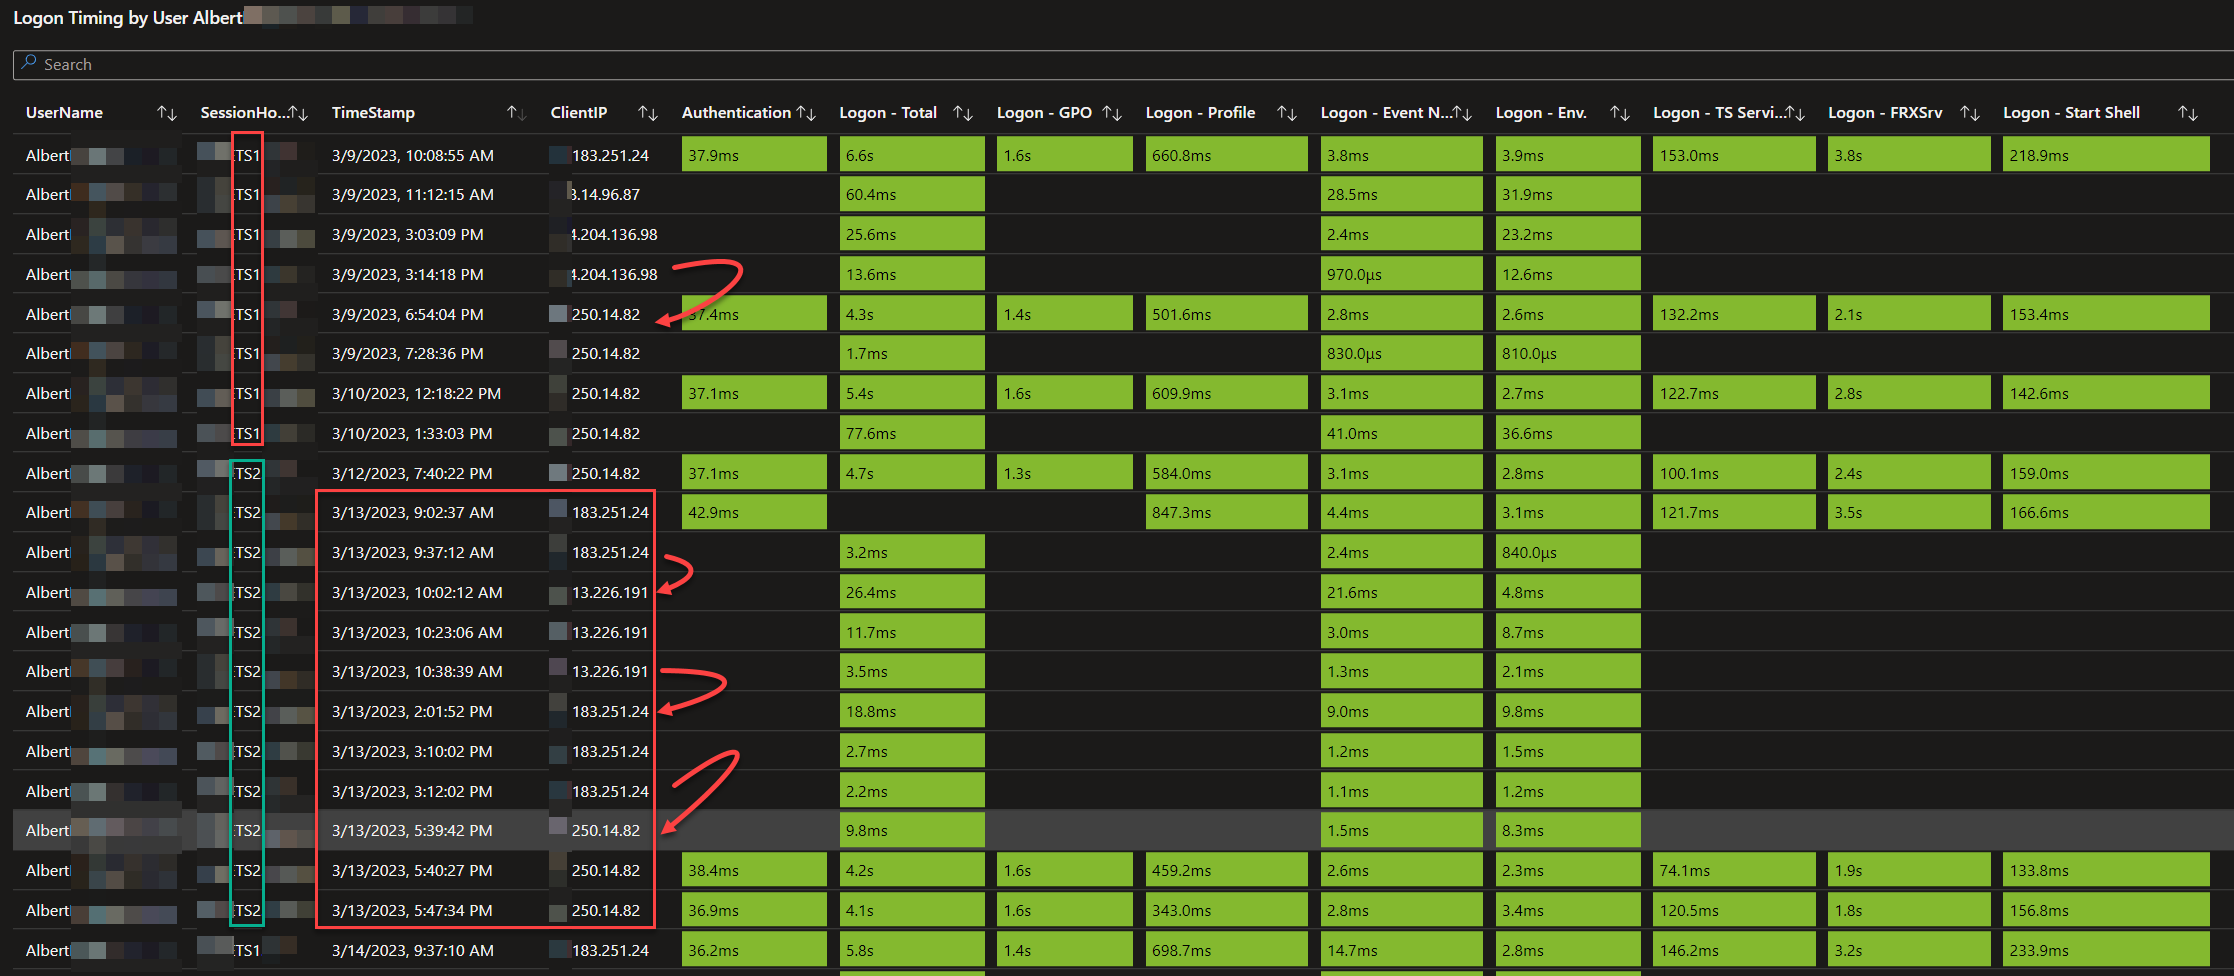 Logon Timing by User Albert
Search
UserName SessionHo... TimeStamp ClientIP Authentication Logon - Total Logon - GPO Logon - Profile Logon - Event N... Logon - Env. Logon - TS Servi... Logon - FRXSrv Logon - Start Shell
Albert TS1 3/9/2023, 10:08:55 AM 183.251.24 37.9ms 6.6s 1.6s 660.8ms 3.8ms 3.9ms 153.0ms 3.8s 218.9ms
Albert TS1 3/9/2023, 11:12:15 AM .14.96.87 60.4ms 28.5ms 31.9ms
Albert TS1 3/9/2023, 3:03:09 PM .204.136.98 25.6ms 2.4ms 23.2ms
Albert TS1 3/9/2023, 3:14:18 PM .204.136.98 13.6ms 970.0µs 12.6ms
Albert TS1 3/9/2023, 6:54:04 PM 250.14.82 37.4ms 4.3s 1.4s 501.6ms 2.8ms 2.6ms 132.2ms 2.1s 153.4ms
Albert TS1 3/9/2023, 7:28:36 PM 250.14.82 1.7ms 830.0µs 810.0µs
Albert TS1 3/10/2023, 12:18:22 PM 250.14.82 37.1ms 5.4s 1.6s 609.9ms 3.1ms 2.7ms 122.7ms 2.8s 142.6ms
Albert TS1 3/10/2023, 1:33:03 PM 250.14.82 77.6ms 41.0ms 36.6ms
Albert TS2 3/12/2023, 7:40:22 PM 250.14.82 37.1ms 4.7s 1.3s 584.0ms 3.1ms 2.8ms 100.1ms 2.4s 159.0ms
Albert TS2 3/13/2023, 9:02:37 AM 183.251.24 42.9ms 847.3ms 4.4ms 3.1ms 121.7ms 3.5s 166.6ms
Albert TS2 3/13/2023, 9:37:12 AM 183.251.24 3.2ms 2.4ms 840.0µs
Albert TS2 3/13/2023, 10:02:12 AM 13.226.191 26.4ms 21.6ms 4.8ms
Albert TS2 3/13/2023, 10:23:06 AM 13.226.191 11.7ms 3.0ms 8.7ms
Albert TS2 3/13/2023, 10:38:39 AM 13.226.191 3.5ms 1.3ms 2.1ms
Albert TS2 3/13/2023, 2:01:52 PM 183.251.24 18.8ms 9.0ms 9.8ms
Albert TS2 3/13/2023, 3:10:02 PM 183.251.24 2.7ms 1.2ms 1.5ms
Albert TS2 3/13/2023, 3:12:02 PM 183.251.24 2.2ms 1.1ms 1.2ms
Albert TS2 3/13/2023, 5:39:42 PM 250.14.82 9.8ms 1.5ms 8.3ms
Albert TS2 3/13/2023, 5:40:27 PM 250.14.82 38.4ms 4.2s 1.6s 459.2ms 2.6ms 2.3ms 74.1ms 1.9s 133.8ms
Albert TS2 3/13/2023, 5:47:34 PM 250.14.82 36.9ms 4.1s 1.6s 343.0ms 2.8ms 3.4ms 120.5ms 1.8s 156.8ms
Albert TS1 3/14/2023, 9:37:10 AM 183.251.24 36.2ms 5.8s 1.4s 698.7ms 14.7ms 2.8ms 146.2ms 3.2s 233.9ms